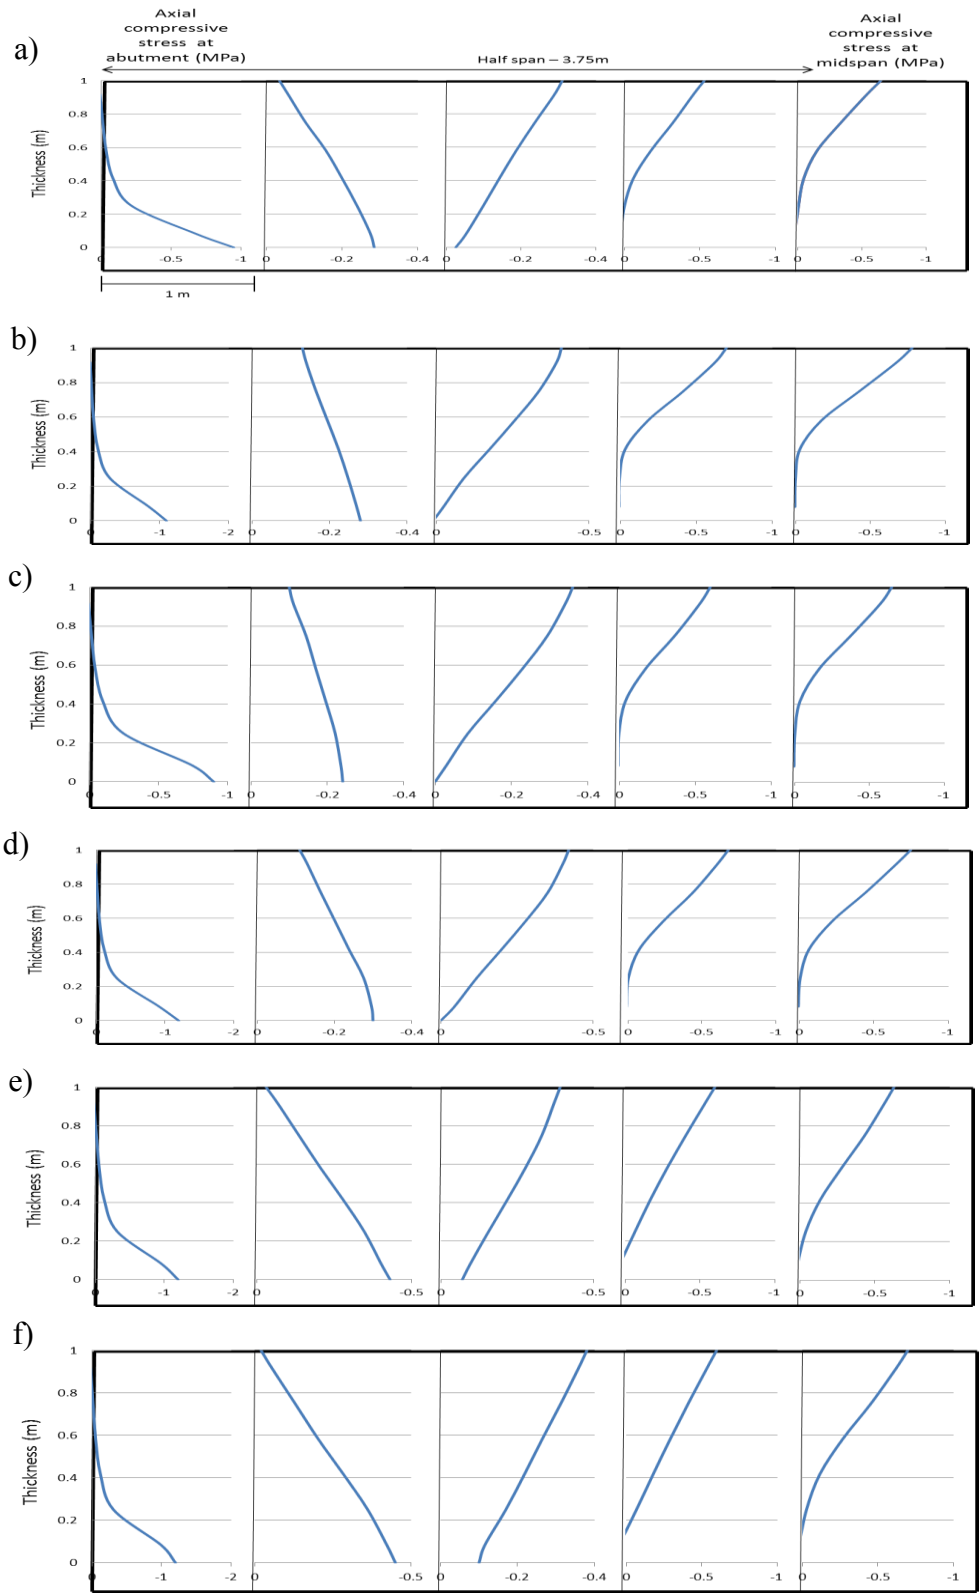 Axial
compressive
stress at
abutment (MPa)
Axial
compressive
stress at
midspan (MPa)
a)
Half span – 3.75m
Thickness (m)
1
0.8
0.6
0.4
0.2
0
0 -0.5 -1 0 -0.2 -0.4 0 -0.2 -0.4 0 -0.5 -1 0 -0.5 -1
1 m
b)
Thickness (m)
1
0.8
0.6
0.4
0.2
0
0 -1 -2 0 -0.2 -0.4 0 -0.5 0 -0.5 -1 0 -0.5 -1
c)
Thickness (m)
1
0.8
0.6
0.4
0.2
0
0 -0.5 -1 0 -0.2 -0.4 0 -0.2 -0.4 0 -0.5 -1 0 -0.5 -1
d)
Thickness (m)
1
0.8
0.6
0.4
0.2
0
0 -1 -2 0 -0.2 -0.4 0 -0.5 0 -0.5 -1 0 -0.5 -1
e)
Thickness (m)
1
0.8
0.6
0.4
0.2
0
0 -1 -2 0 -0.5 0 -0.5 0 -0.5 -1 0 -0.5 -1
f)
Thickness (m)
1
0.8
0.6
0.4
0.2
0
0 -1 -2 0 -0.5 0 -0.2 -0.4 0 -0.5 -1 0 -0.5 -1